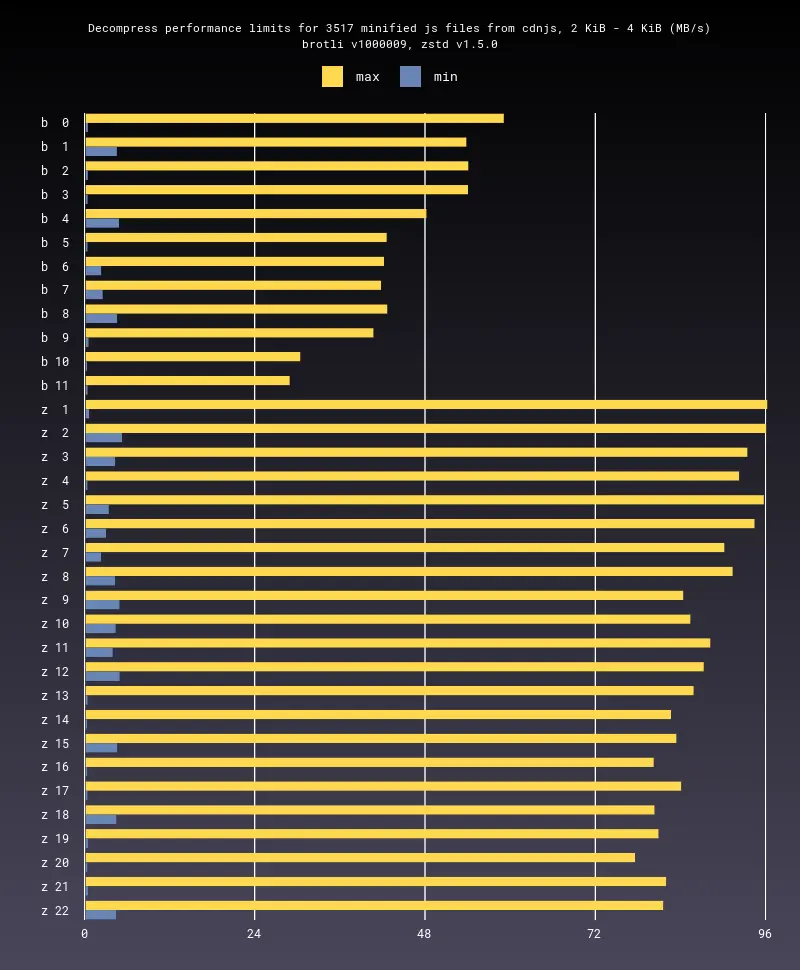 Decompress performance limits for 3517 minified js files from cdnjs, 2 KiB - 4 KiB (MB/s)
brotli v1000009, zstd v1.5.0
max min
b 0
b 1
b 2
b 3
b 4
b 5
b 6
b 7
b 8
b 9
b 10
b 11
z 1
z 2
z 3
z 4
z 5
z 6
z 7
z 8
z 9
z 10
z 11
z 12
z 13
z 14
z 15
z 16
z 17
z 18
z 19
z 20
z 21
z 22
0 24 48 72 96